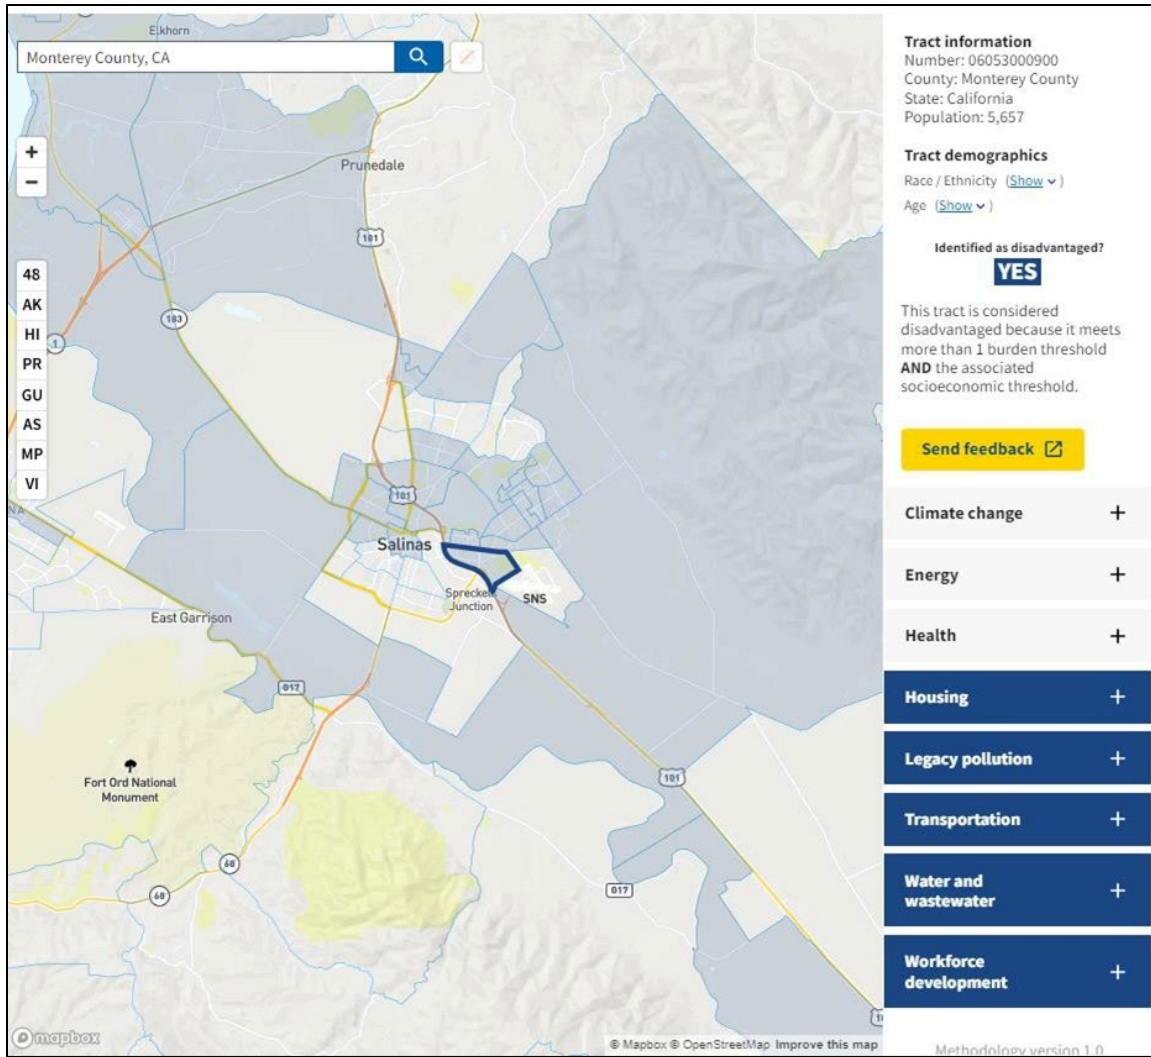 Elkhorn
Monterey County, CA
Prunedale
+
−
101
48
AK
HI
PR
GU
AS
MP
VI
1
183
NA
101
Salinas
Spreckels
Junction
SNS
East Garrison
017
Fort Ord National
Monument
101
68
68
017
mapbox
© Mapbox © OpenStreetMap Improve this map
Tract information
Number: 06053000900
County: Monterey County
State: California
Population: 5,657
Tract demographics
Race / Ethnicity (Show)
Age (Show)
Identified as disadvantaged?
YES
This tract is considered
disadvantaged because it meets
more than 1 burden threshold
AND the associated
socioeconomic threshold.
Send feedback
Climate change +
Energy +
Health +
Housing +
Legacy pollution +
Transportation +
Water and
wastewater +
Workforce
development +
Methodology version 1.0